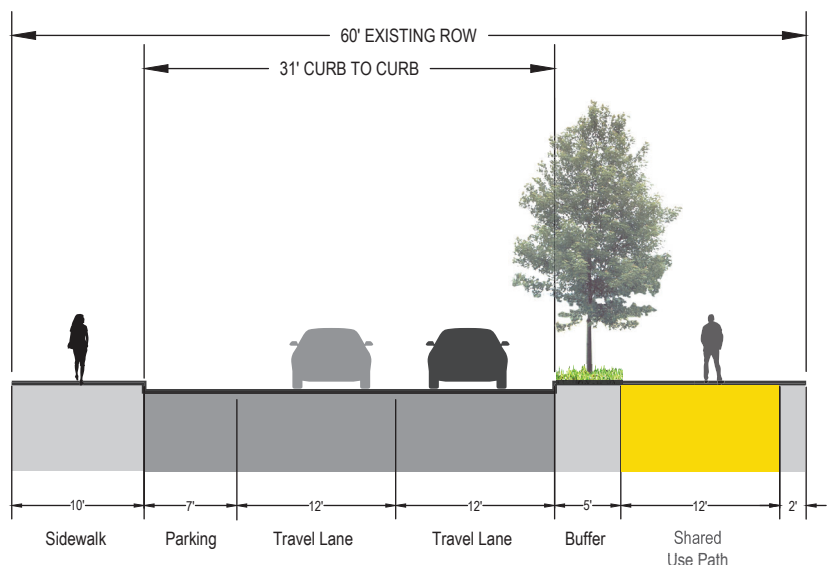 60' EXISTING ROW
31' CURB TO CURB
10' 7' 12' 12' 5' 12' 2'
Sidewalk Parking Travel Lane Travel Lane Buffer Shared
Use Path